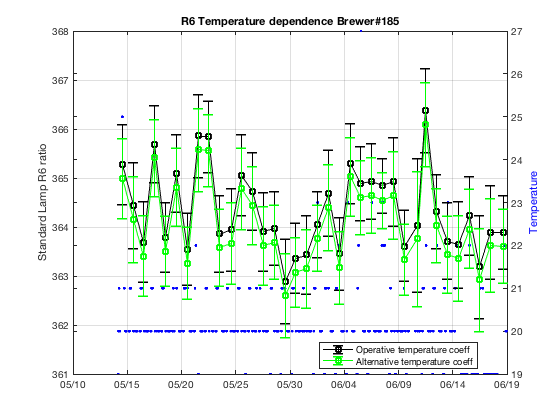 R6 Temperature dependence Brewer#185
368
367
366
365
364
363
362
361
Standard Lamp R6 ratio
27
26
25
24
23
22
21
20
19
Temperature
Operative temperature coeff
Alternative temperature coeff
05/10 05/15 05/20 05/25 05/30 06/04 06/09 06/14 06/19